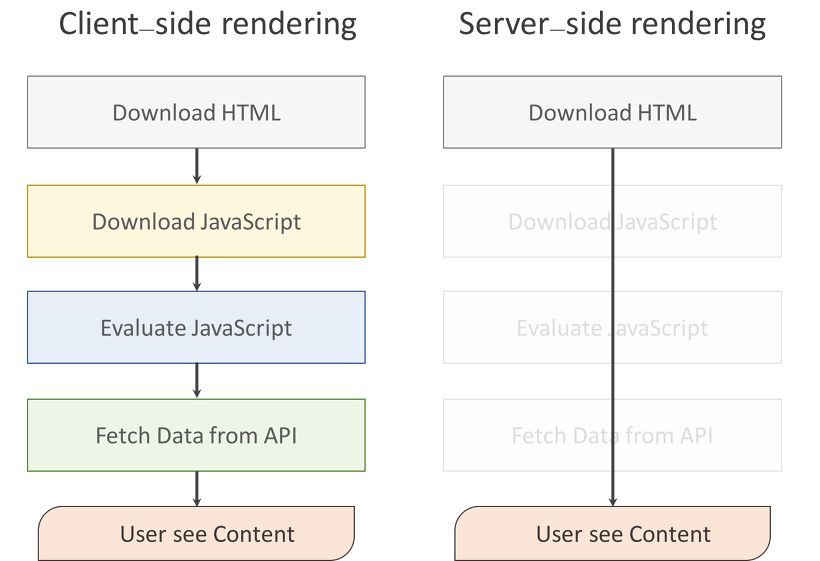 Client–side rendering
Download HTML
Download JavaScript
Evaluate JavaScript
Fetch Data from API
User see Content
Server–side rendering
Download HTML
Download JavaScript
Evaluate JavaScript
Fetch Data from API
User see Content